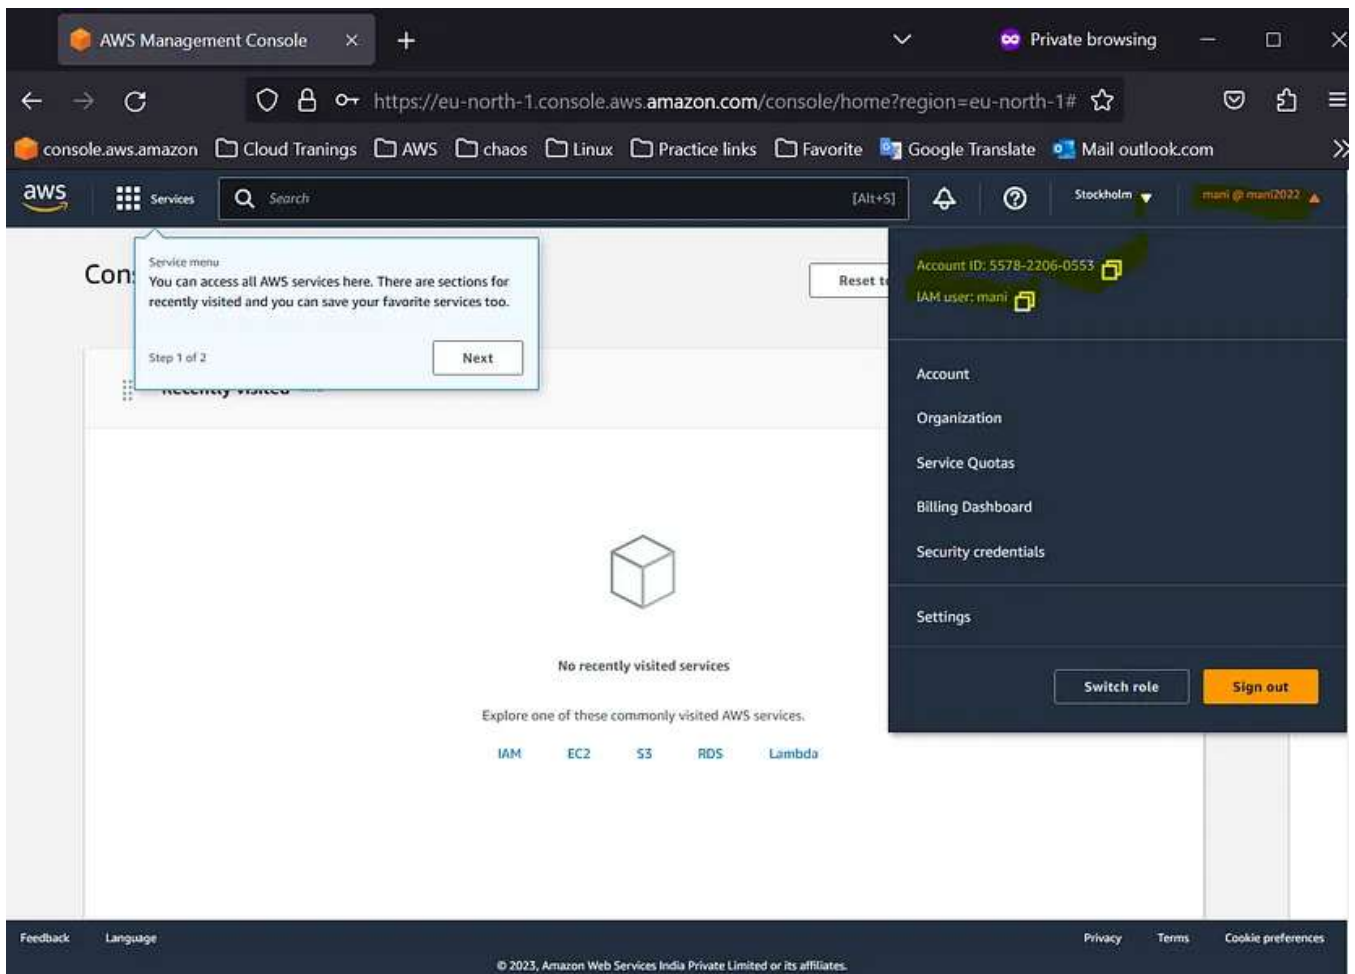 AWS Management Console
Private browsing
https://eu-north-1.console.aws.amazon.com/console/home?region=eu-north-1#
console.aws.amazon Cloud Tranings AWS chaos Linux Practice links Favorite Google Translate Mail outlook.com
aws Services Search [Alt+S] Stockholm mani @ mani2022
Con
Service menu
You can access all AWS services here. There are sections for
recently visited and you can save your favorite services too.
Step 1 of 2 Next
Reset t
Recently visited
No recently visited services
Explore one of these commonly visited AWS services.
IAM EC2 S3 RDS Lambda
Account ID: 5578-2206-0553
IAM user: mani
Account
Organization
Service Quotas
Billing Dashboard
Security credentials
Settings
Switch role Sign out
Feedback Language Privacy Terms Cookie preferences
© 2023, Amazon Web Services India Private Limited or its affiliates.